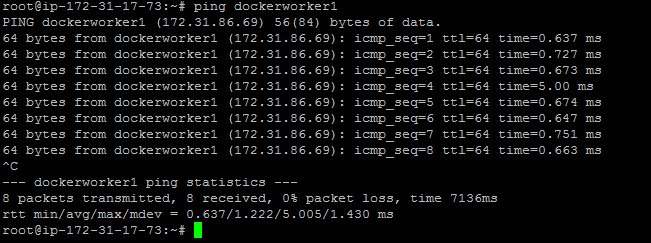 root@ip-172-31-17-73:~# ping dockerworker1
PING dockerworker1 (172.31.86.69) 56(84) bytes of data.
64 bytes from dockerworker1 (172.31.86.69): icmp_seq=1 ttl=64 time=0.637 ms
64 bytes from dockerworker1 (172.31.86.69): icmp_seq=2 ttl=64 time=0.727 ms
64 bytes from dockerworker1 (172.31.86.69): icmp_seq=3 ttl=64 time=0.673 ms
64 bytes from dockerworker1 (172.31.86.69): icmp_seq=4 ttl=64 time=5.00 ms
64 bytes from dockerworker1 (172.31.86.69): icmp_seq=5 ttl=64 time=0.674 ms
64 bytes from dockerworker1 (172.31.86.69): icmp_seq=6 ttl=64 time=0.647 ms
64 bytes from dockerworker1 (172.31.86.69): icmp_seq=7 ttl=64 time=0.751 ms
64 bytes from dockerworker1 (172.31.86.69): icmp_seq=8 ttl=64 time=0.663 ms
^C
--- dockerworker1 ping statistics ---
8 packets transmitted, 8 received, 0% packet loss, time 7136ms
rtt min/avg/max/mdev = 0.637/1.222/5.005/1.430 ms
root@ip-172-31-17-73:~#